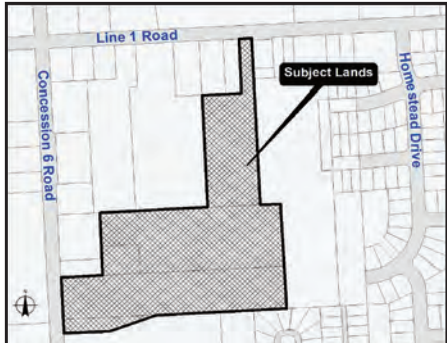 Line 1 Road
Subject Lands
Concession 6 Road
Homestead Drive